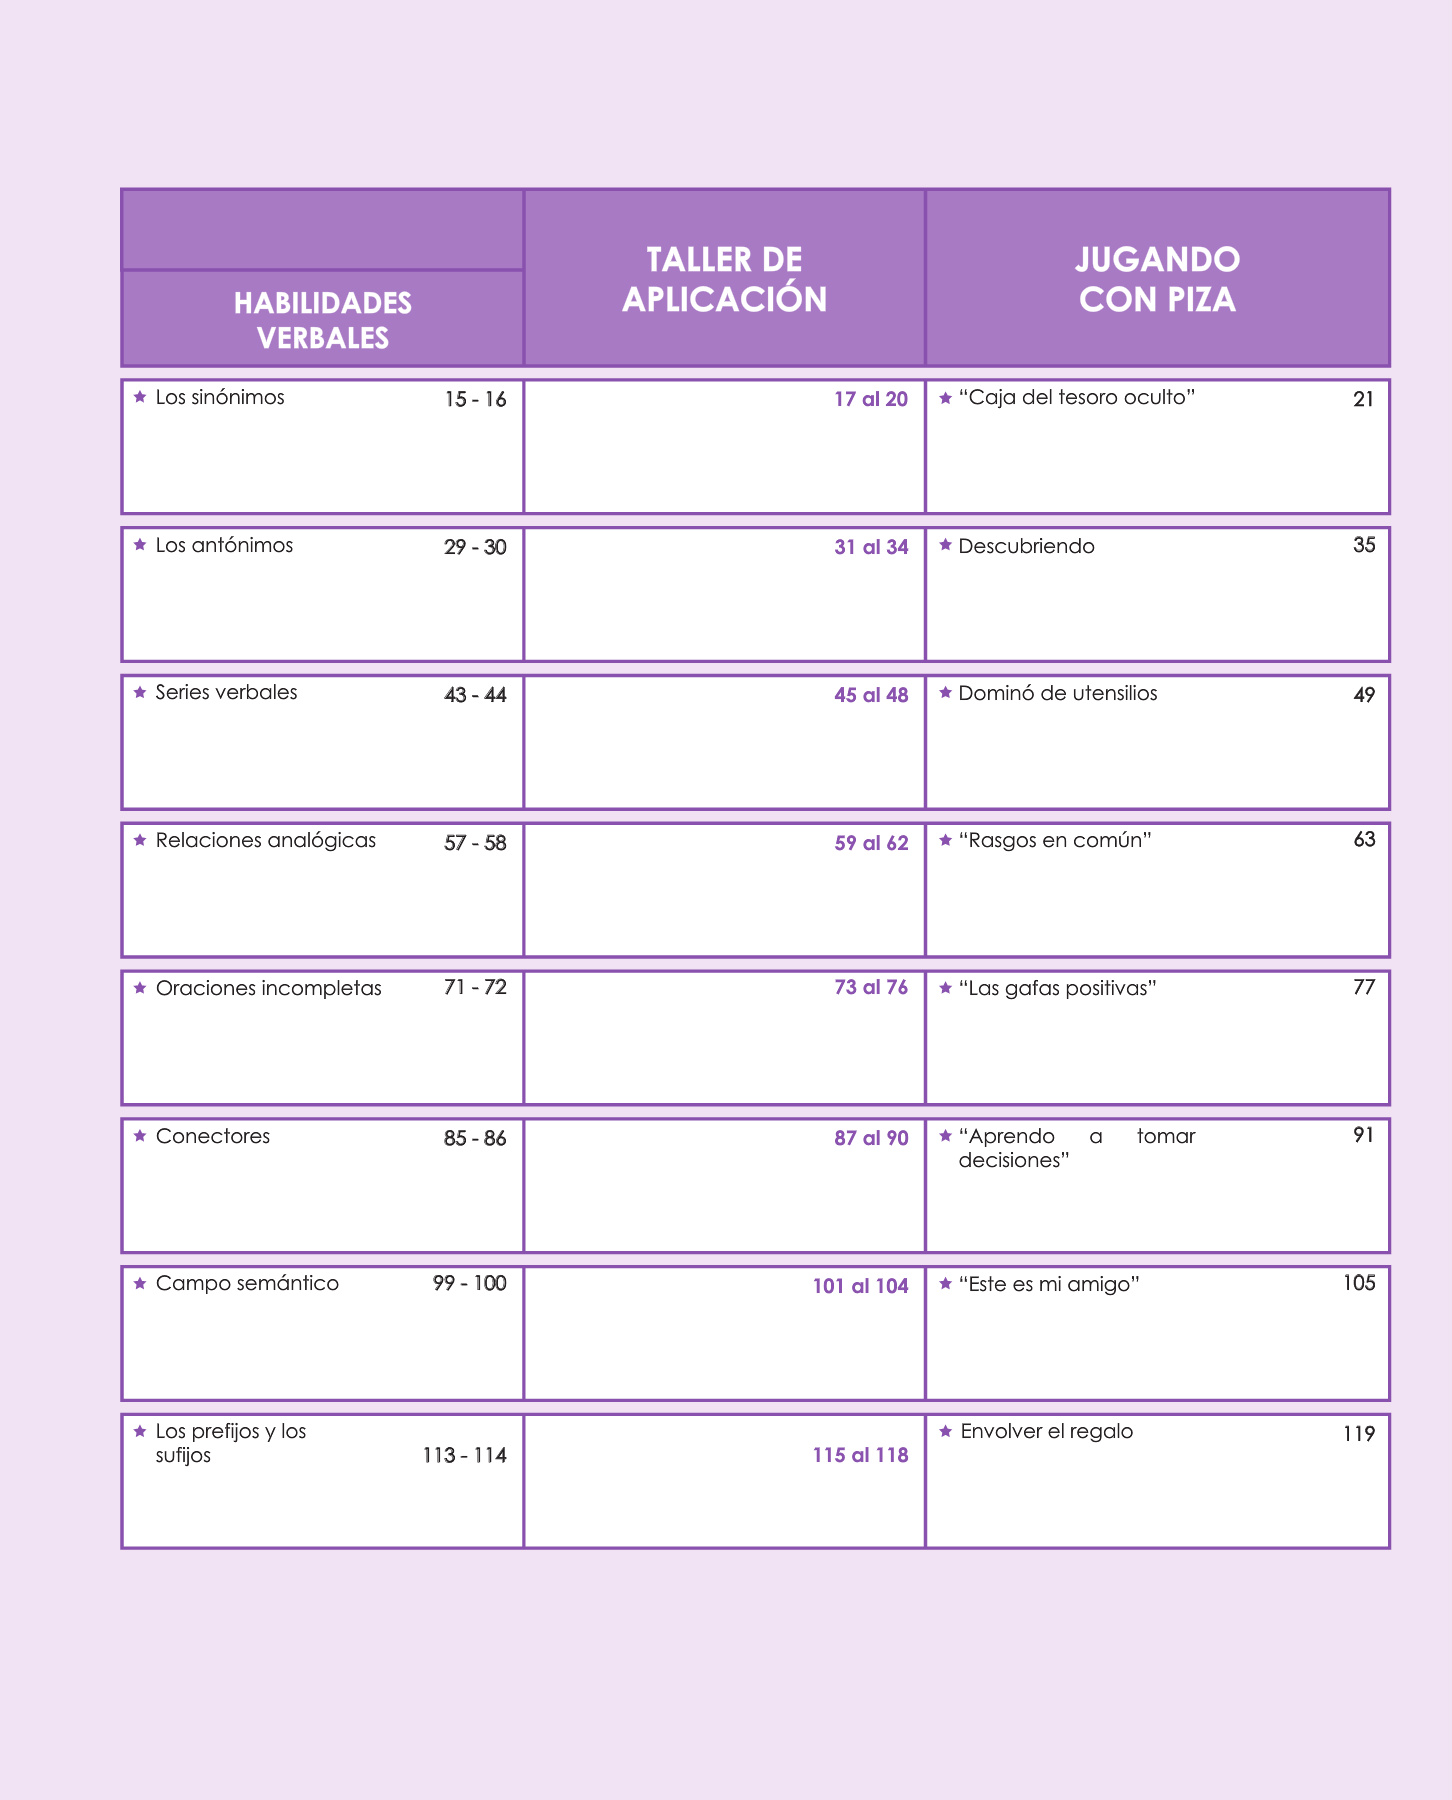 HABILIDADES
VERBALES
TALLER DE
APLICACIÓN
JUGANDO
CON PIZA
Los sinónimos 15 - 16 17 al 20 “Caja del tesoro oculto” 21
Los antónimos 29 - 30 31 al 34 Descubriendo 35
Series verbales 43 - 44 45 al 48 Dominó de utensilios 49
Relaciones analógicas 57 - 58 59 al 62 “Rasgos en común” 63
Oraciones incompletas 71 - 72 73 al 76 “Las gafas positivas” 77
Conectores 85 - 86 87 al 90 “Aprendo a tomar 91
decisiones”
Campo semántico 99 - 100 101 al 104 “Este es mi amigo” 105
Los prefijos y los Envolver el regalo 119
sufijos 113 - 114 115 al 118